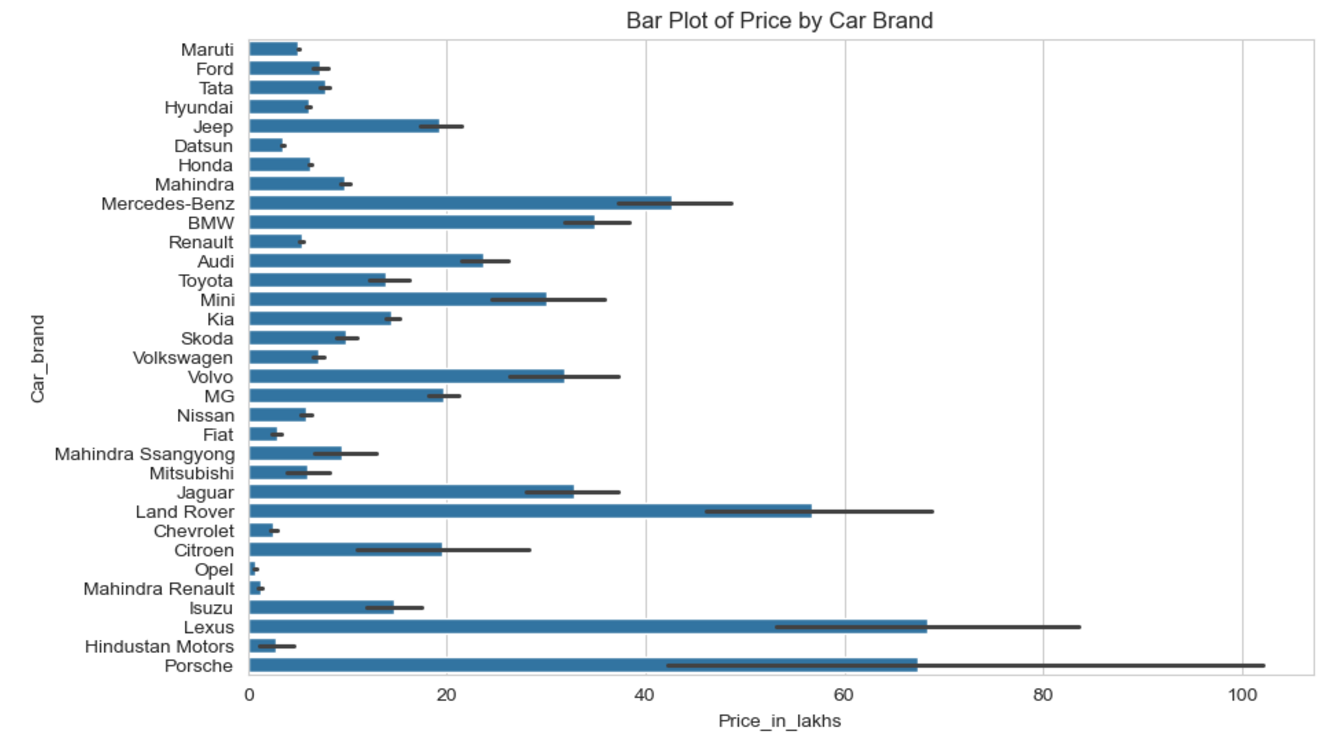 Bar Plot of Price by Car Brand
Maruti
Ford
Tata
Hyundai
Jeep
Datsun
Honda
Mahindra
Mercedes-Benz
BMW
Renault
Audi
Toyota
Mini
Kia
Skoda
Volkswagen
Volvo
MG
Nissan
Fiat
Mahindra Ssangyong
Mitsubishi
Jaguar
Land Rover
Chevrolet
Citroen
Opel
Mahindra Renault
Isuzu
Lexus
Hindustan Motors
Porsche
Car_brand
0 20 40 60 80 100
Price_in_lakhs